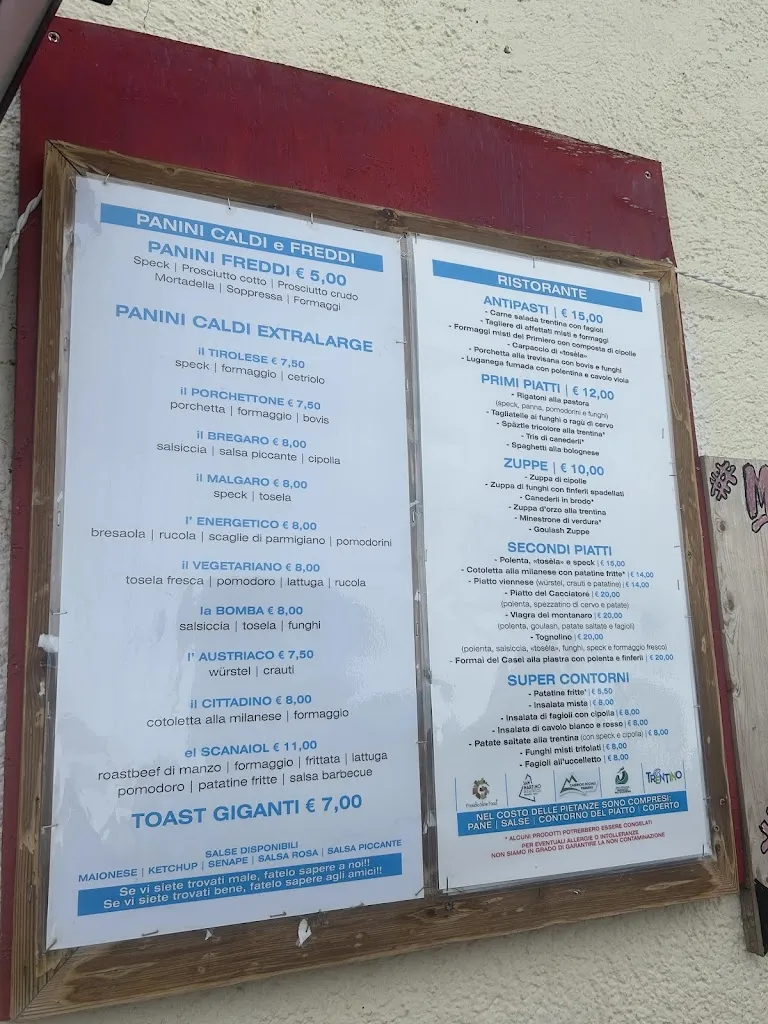 PANINI CALDI e FREDDI
PANINI FREDDI € 5,00
Speck | Prosciutto cotto | Prosciutto crudo
Mortadella | Soppressa | Formaggi
PANINI CALDI EXTRALARGE
il TIROLESE € 7,50
speck | formaggio | cetriolo
il PORCHETTONE € 7,50
porchetta | formaggio | bovis
il BREGARO € 8,00
salsiccia | salsa piccante | cipolla
il MALGARO € 8,00
speck | tosela
l' ENERGETICO € 8,00
bresaola | rucola | scaglie di parmigiano | pomodorini
il VEGETARIANO € 8,00
tosela fresca | pomodoro | lattuga | rucola
la BOMBA € 8,00
salsiccia | tosela | funghi
l' AUSTRIACO € 7,50
würstel | crauti
il CITTADINO € 8,00
cotoletta alla milanese | formaggio
el SCANAIOL € 11,00
roastbeef di manzo | formaggio | frittata | lattuga
pomodoro | patatine fritte | salsa barbecue
TOAST GIGANTI € 7,00
SALSE DISPONIBILI
MAIONESE | KETCHUP | SENAPE | SALSA ROSA | SALSA PICCANTE
Se vi siete trovati male, fatelo sapere a noi!!
Se vi siete trovati bene, fatelo sapere agli amici!!
RISTORANTE
ANTIPASTI | € 15,00
- Carne salada trentina con fagioli
- Tagliere di affettati misti e formaggi
- Formaggi misti del Primiero con composta di cipolle
- Carpaccio di «tosèla»
- Porchetta alla trevisana con bovis e funghi
- Luganega fumada con polentina e cavolo viola
PRIMI PIATTI | € 12,00
- Rigatoni alla pastora
(speck, panna, pomodorini e funghi)
- Tagliatelle ai funghi o ragù di cervo
- Spätzle tricolore alla trentina*
- Tris di canederli*
- Spaghetti alla bolognese
ZUPPE | € 10,00
- Zuppa di cipolle
- Zuppa di funghi con finferli spadellati
- Canederli in brodo*
- Zuppa d'orzo alla trentina
- Minestrone di verdura*
- Goulash Zuppe
SECONDI PIATTI
- Polenta, «tosèla» e speck | € 15,00
- Cotoletta alla milanese con patatine fritte* | € 14,00
- Piatto viennese (würstel, crauti e patatine) | € 14,00
- Piatto del Cacciatore | € 20,00
(polenta, spezzatino di cervo e patate)
- Viagra del montanaro | € 20,00
(polenta, goulash, patate saltate e fagioli)
- Tognolino | € 20,00
(polenta, salsiccia, «tosèla», funghi, speck e formaggio fresco)
- Formai del Casel alla piastra con polenta e finferli | € 20,00
SUPER CONTORNI
- Patatine fritte* | € 5,50
- Insalata mista | € 8,00
- Insalata di fagioli con cipolla | € 8,00
- Insalata di cavolo bianco e rosso | € 8,00
- Patate saltate alla trentina (con speck e cipolla) | € 8,00
- Funghi misti trifolati | € 8,00
- Fagioli all'uccelletto | € 8,00
TRENTINO
NEL COSTO DELLE PIETANZE SONO COMPRESI:
PANE | SALSE | CONTORNO DEL PIATTO | COPERTO
* ALCUNI PRODOTTI POTREBBERO ESSERE CONGELATI
PER EVENTUALI ALLERGIE O INTOLLERANZE
NON SIAMO IN GRADO DI GARANTIRE LA NON CONTAMINAZIONE
#